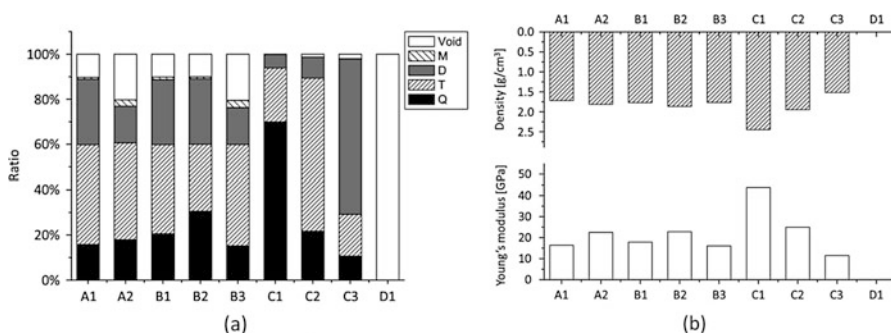 100%
80%
60%
40%
20%
0%
Ratio
A1 A2 B1 B2 B3 C1 C2 C3 D1
Void
M
D
T
Q
(a)
A1 A2 B1 B2 B3 C1 C2 C3 D1
0.0
0.5
1.0
1.5
2.0
2.5
Density [g/cm³]
50
40
30
20
10
0
Young's modulus [GPa]
A1 A2 B1 B2 B3 C1 C2 C3 D1
(b)